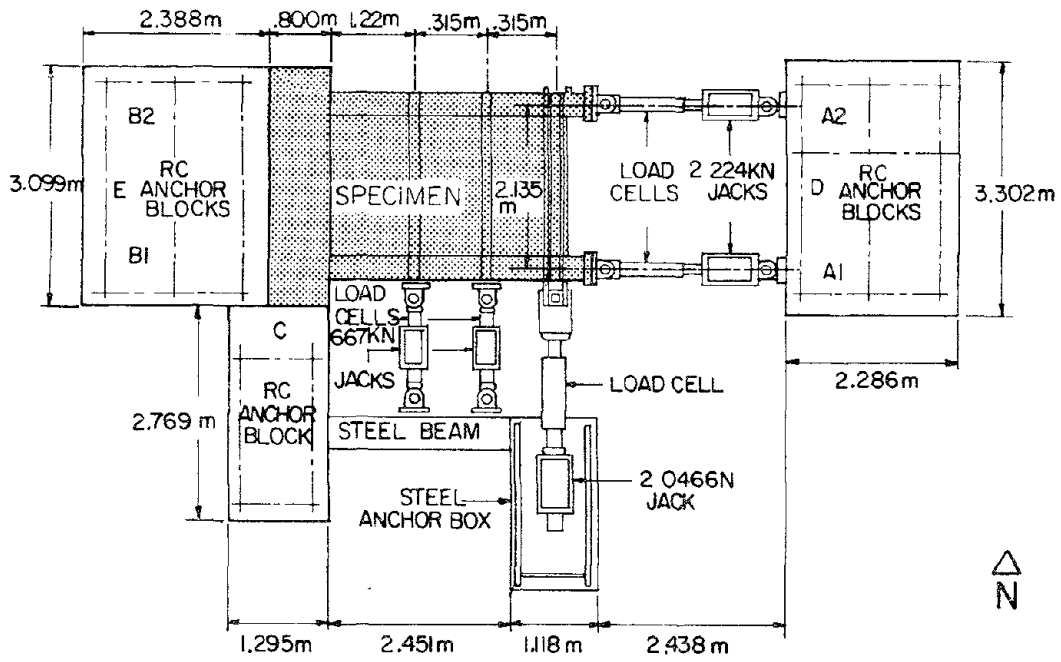 2.388m
.800m
1.22m
.315m
.315m
B2
E
RC
ANCHOR
BLOCKS
B1
3.099m
SPECIMEN
2.135
m
LOAD
CELLS
2 224KN
JACKS
A2
D
RC
ANCHOR
BLOCKS
A1
3.302m
LOAD
CELLS
667KN
JACKS
C
RC
ANCHOR
BLOCK
2.769 m
LOAD CELL
2.286m
STEEL BEAM
STEEL
ANCHOR BOX
2 0466N
JACK
N
1.295m
2.451m
1.118m
2.438m